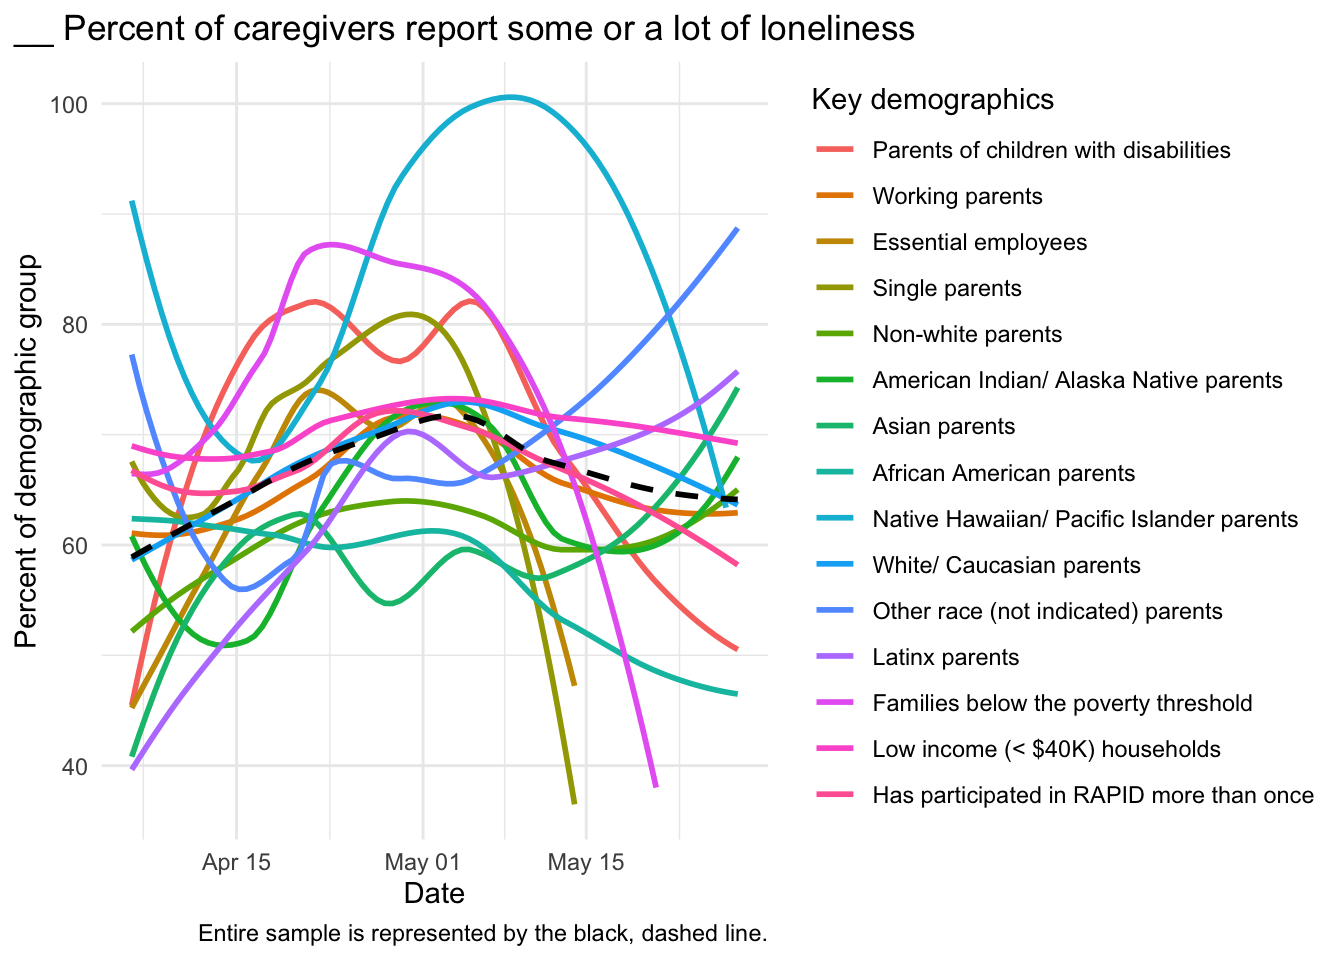 __ Percent of caregivers report some or a lot of loneliness
Percent of demographic group
100
80
60
40
Apr 15
May 01
May 15
Date
Entire sample is represented by the black, dashed line.
Key demographics
Parents of children with disabilities
Working parents
Essential employees
Single parents
Non-white parents
American Indian/ Alaska Native parents
Asian parents
African American parents
Native Hawaiian/ Pacific Islander parents
White/ Caucasian parents
Other race (not indicated) parents
Latinx parents
Families below the poverty threshold
Low income (< $40K) households
Has participated in RAPID more than once